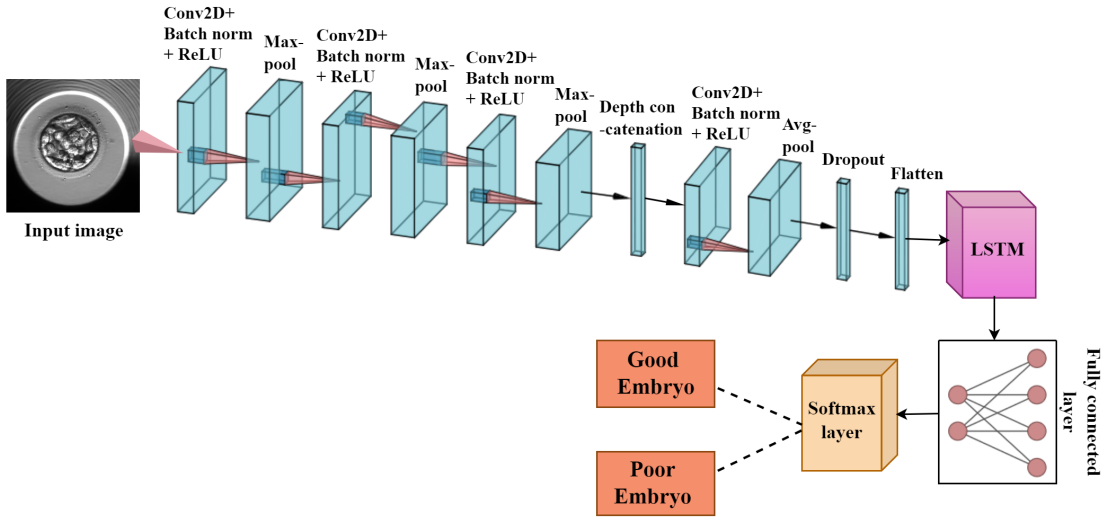 Conv2D+
Batch norm
+ ReLU
Max-
pool
Conv2D+
Batch norm
+ ReLU
Max-
pool
Conv2D+
Batch norm
+ ReLU
Max-
pool
Depth con
-catenation
Conv2D+
Batch norm
+ ReLU
Avg-
pool
Dropout
Flatten
Input image
LSTM
Fully connected
layer
Softmax
layer
Good
Embryo
Poor
Embryo